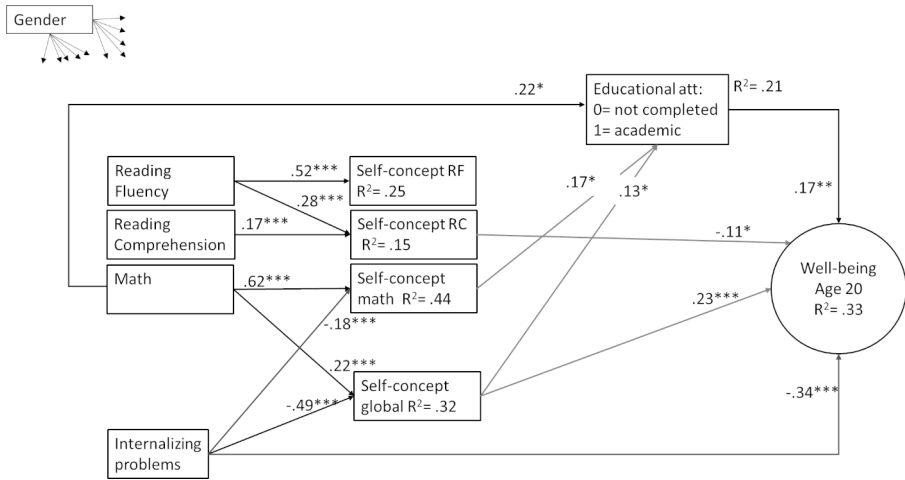 Gender
.22*
Educational att:
0= not completed
1= academic
R²= .21
Reading
Fluency
.52***
.28***
Self-concept RF
R²= .25
.17*
.13*
.17**
Reading
Comprehension
.17***
Self-concept RC
R²= .15
-.11*
Math
.62***
Self-concept
math R²= .44
-.18***
Well-being
Age 20
R²= .33
.23***
.22***
-.49***
Self-concept
global R²= .32
-.34***
Internalizing
problems